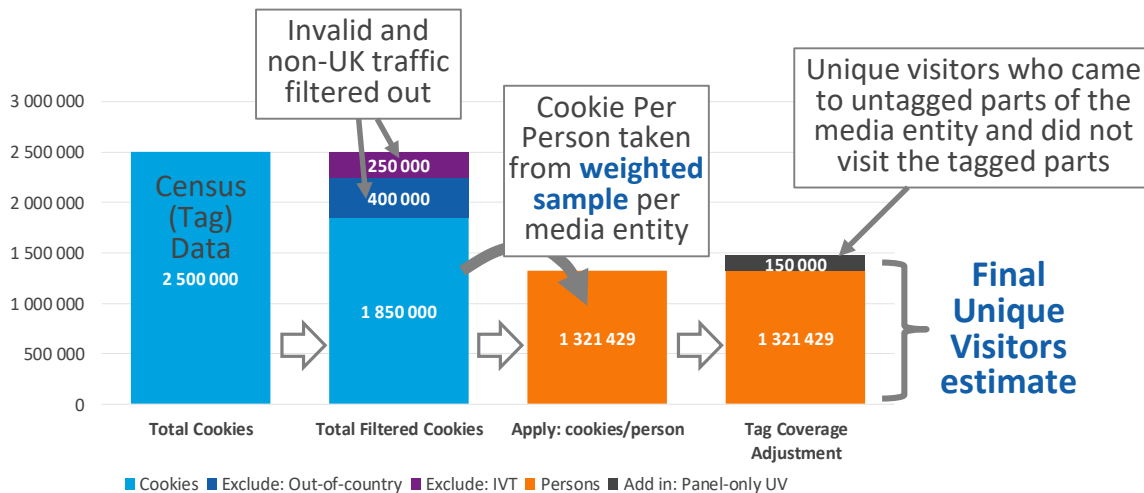 Invalid and
non-UK traffic
filtered out
Unique visitors who came
to untagged parts of the
media entity and did not
visit the tagged parts
Cookie Per
Person taken
from weighted
sample per
media entity
3 000 000
2 500 000
2 000 000
1 500 000
1 000 000
500 000
0
Census
(Tag)
Data
2 500 000
250 000
400 000
1 850 000
1 321 429
150 000
1 321 429
Final
Unique
Visitors
estimate
Total Cookies
Total Filtered Cookies
Apply: cookies/person
Tag Coverage
Adjustment
Cookies
Exclude: Out-of-country
Exclude: IVT
Persons
Add in: Panel-only UV